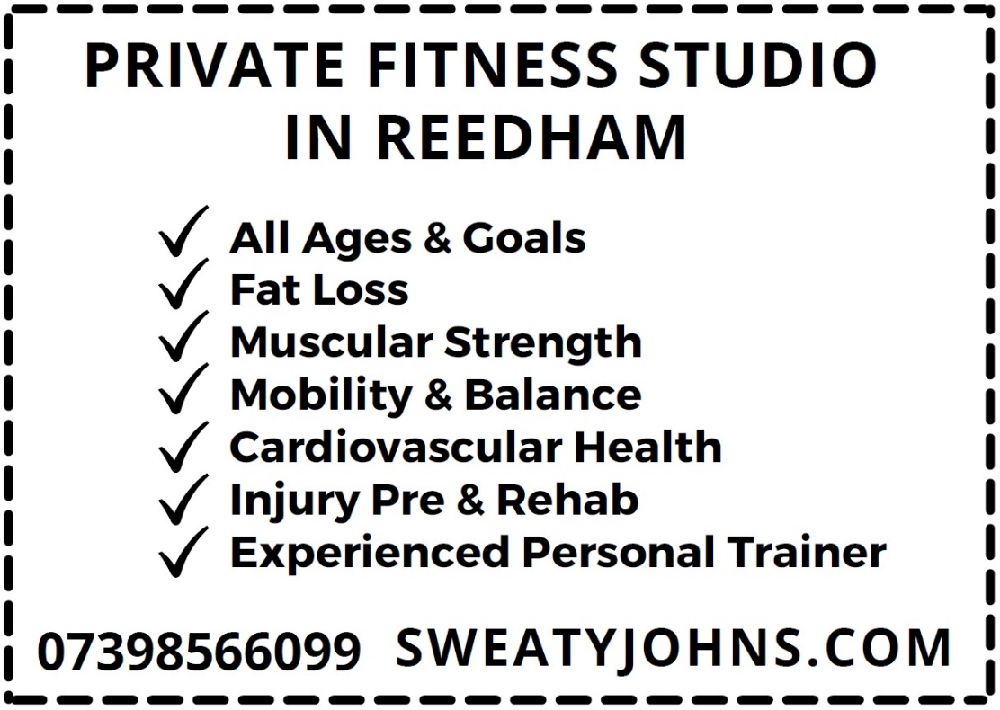 PRIVATE FITNESS STUDIO
IN REEDHAM
✓ All Ages & Goals
✓ Fat Loss
✓ Muscular Strength
✓ Mobility & Balance
✓ Cardiovascular Health
✓ Injury Pre & Rehab
✓ Experienced Personal Trainer
07398566099 SWEATYJOHNS.COM